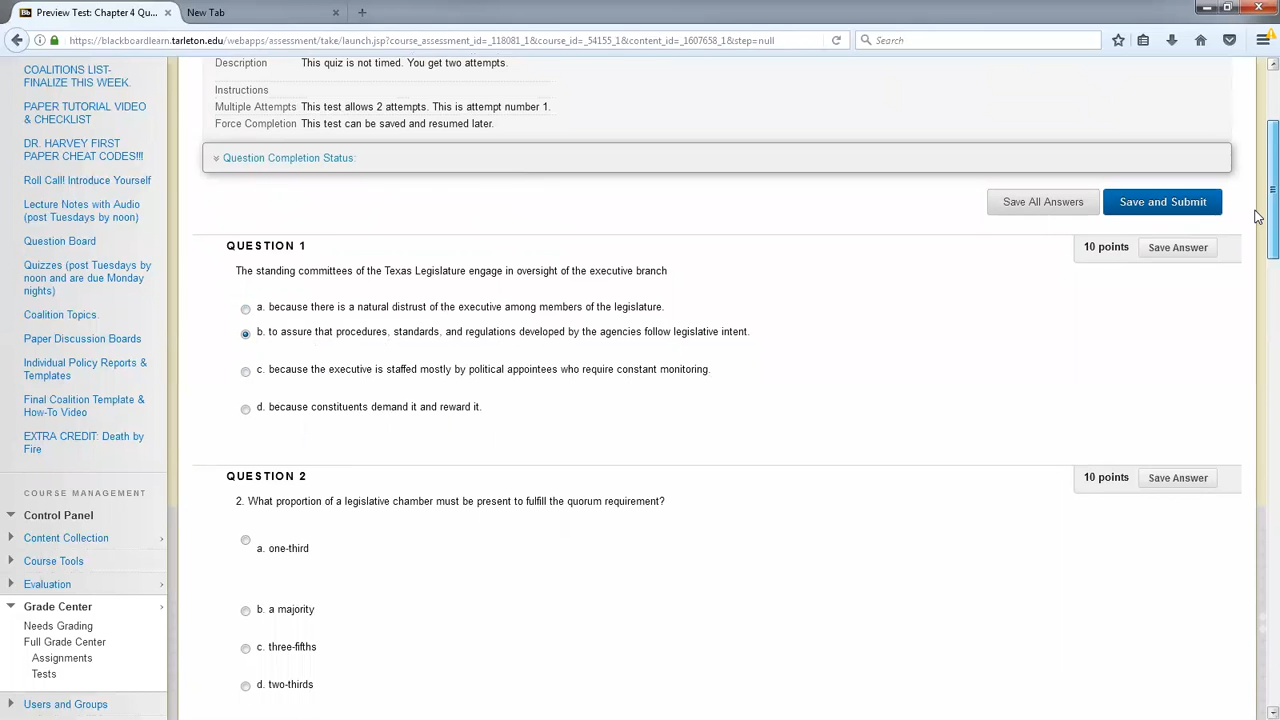 Preview Test: Chapter 4 Qu...
New Tab
https://blackboardlearn.tarleton.edu/webapps/assessment/take/launch.jsp?course_assessment_id=_118081_1&course_id=_54155_1&content_id=_1607658_1&step=null
Search
COALITIONS LIST-
FINALIZE THIS WEEK.
PAPER TUTORIAL VIDEO
& CHECKLIST
DR. HARVEY FIRST
PAPER CHEAT CODES!!!
Roll Call! Introduce Yourself
Lecture Notes with Audio
(post Tuesdays by noon)
Question Board
Quizzes (post Tuesdays by
noon and are due Monday
nights)
Coalition Topics.
Paper Discussion Boards
Individual Policy Reports &
Templates
Final Coalition Template &
How-To Video
EXTRA CREDIT: Death by
Fire
COURSE MANAGEMENT
Control Panel
Content Collection
Course Tools
Evaluation
Grade Center
Needs Grading
Full Grade Center
Assignments
Tests
Users and Groups
Description This quiz is not timed. You get two attempts.
Instructions
Multiple Attempts This test allows 2 attempts. This is attempt number 1.
Force Completion This test can be saved and resumed later.
Question Completion Status:
Save All Answers
Save and Submit
QUESTION 1
10 points
Save Answer
The standing committees of the Texas Legislature engage in oversight of the executive branch
a. because there is a natural distrust of the executive among members of the legislature.
b. to assure that procedures, standards, and regulations developed by the agencies follow legislative intent.
c. because the executive is staffed mostly by political appointees who require constant monitoring.
d. because constituents demand it and reward it.
QUESTION 2
10 points
Save Answer
2. What proportion of a legislative chamber must be present to fulfill the quorum requirement?
a. one-third
b. a majority
c. three-fifths
d. two-thirds